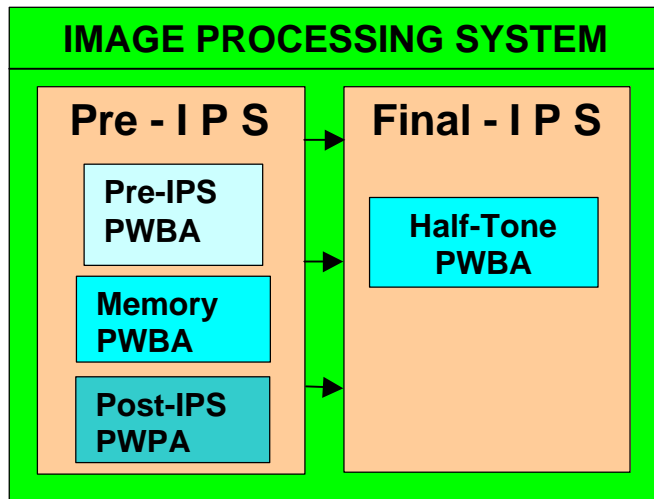 IMAGE PROCESSING SYSTEM
Pre - I P S
Pre-IPS
PWBA
Memory
PWBA
Post-IPS
PWPA
Final - I P S
Half-Tone
PWBA